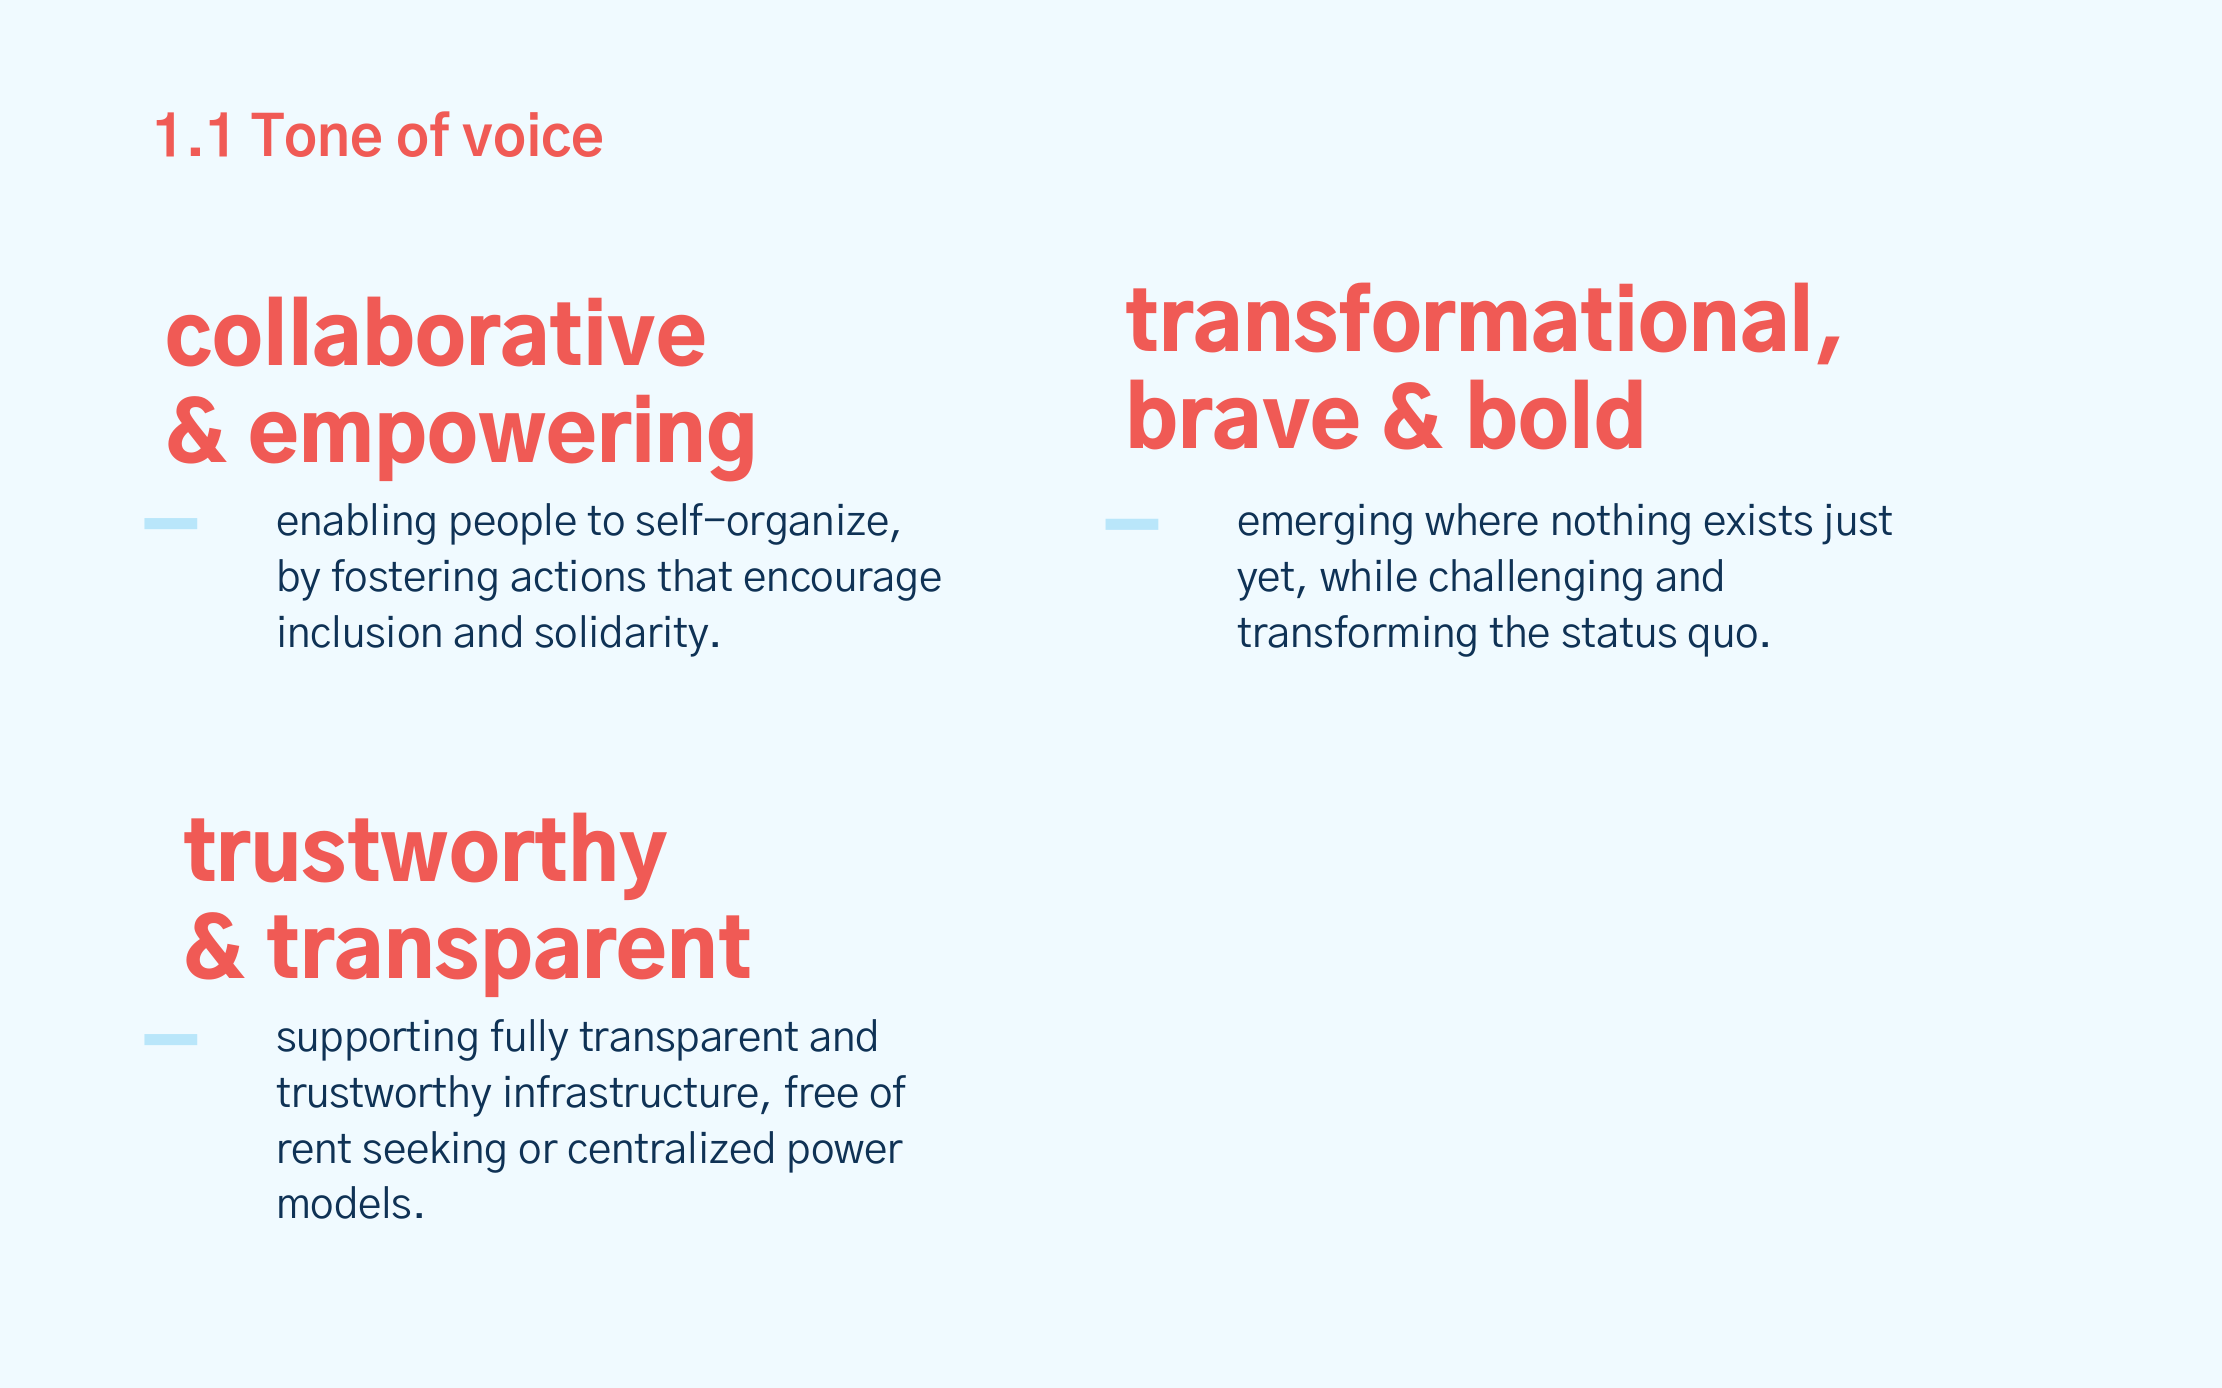 1.1 Tone of voice
collaborative
& empowering
enabling people to self-organize,
by fostering actions that encourage
inclusion and solidarity.
transformational,
brave & bold
emerging where nothing exists just
yet, while challenging and
transforming the status quo.
trustworthy
& transparent
supporting fully transparent and
trustworthy infrastructure, free of
rent seeking or centralized power
models.